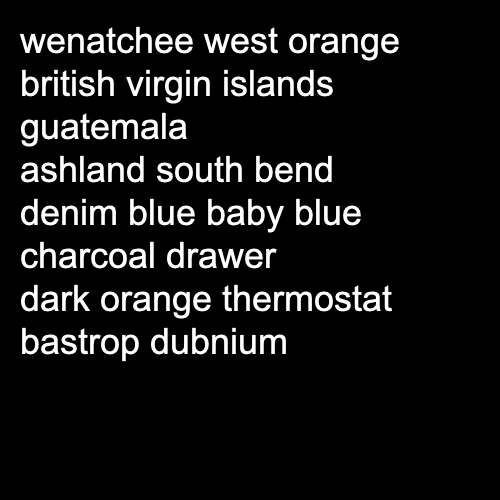 wenatchee west orange
british virgin islands
guatemala
ashland south bend
denim blue baby blue
charcoal drawer
dark orange thermostat
bastrop dubnium